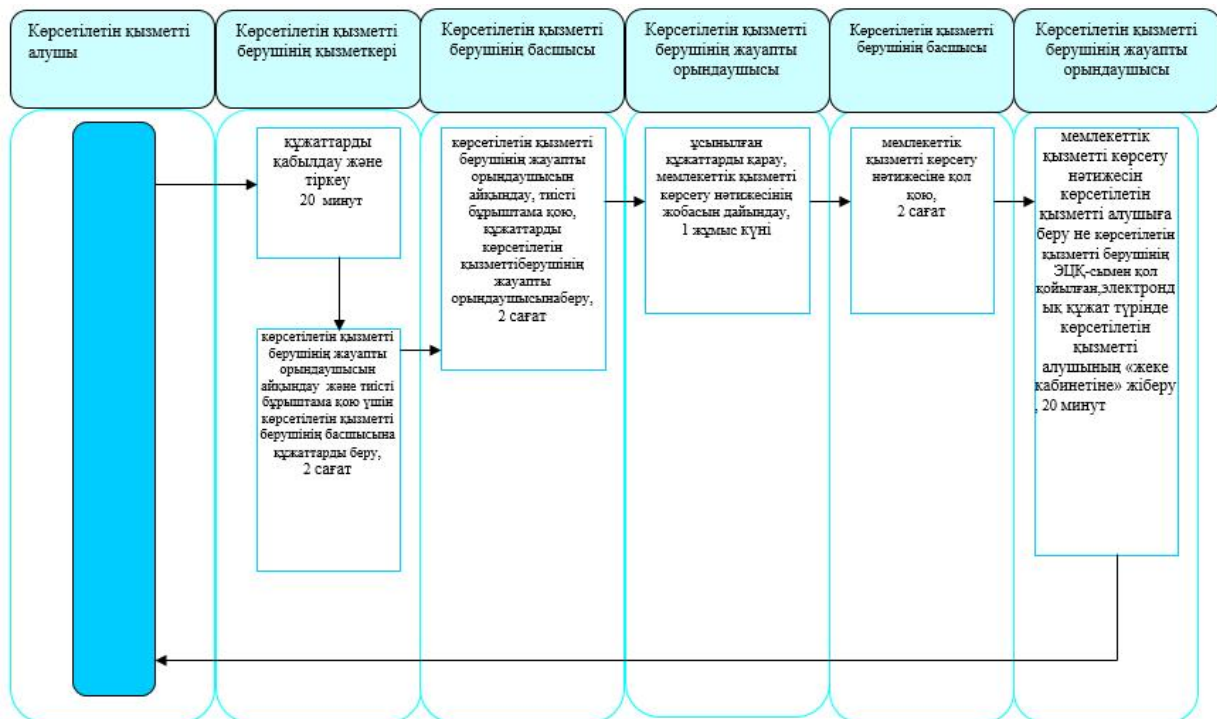 Көрсетілетін қызметті
алушы
Көрсетілетін қызметті
берушінің қызметкері
Көрсетілетін қызметті
берушінің басшысы
Көрсетілетін қызметті
берушінің жауапты
орындаушысы
Көрсетілетін қызметті
берушінің басшысы
Көрсетілетін қызметті
берушінің жауапты
орындаушысы
құжаттарды
қабылдау және
тіркеу
20 минут
көрсетілетін қызметті
берушінің жауапты
орындаушысын
айқындау және тиісті
бұрыштама қою үшін
көрсетілетін қызметті
берушінің басшысына
құжаттарды беру,
2 сағат
көрсетілетін қызметті
берушінің жауапты
орындаушысын
айқындау, тиісті
бұрыштама қою,
құжаттарды
көрсетілетін
қызметтіберушінің
жауапты
орындаушысынаберу,
2 сағат
ұсынылған
құжаттарды қарау,
мемлекеттік қызметті
көрсету нәтижесінің
жобасын дайындау,
1 жұмыс күні
мемлекеттік
қызметті көрсету
нәтижесіне қол
қою,
2 сағат
мемлекеттік
қызметті көрсету
нәтижесін
көрсетілетін
қызметті алушыға
беру не көрсетілетін
қызметті берушінің
ЭЦҚ-сымен қол
қойылған,электронд
ық құжат түрінде
көрсетілетін
қызметті
алушының «жеке
кабинетіне» жіберу
, 20 минут